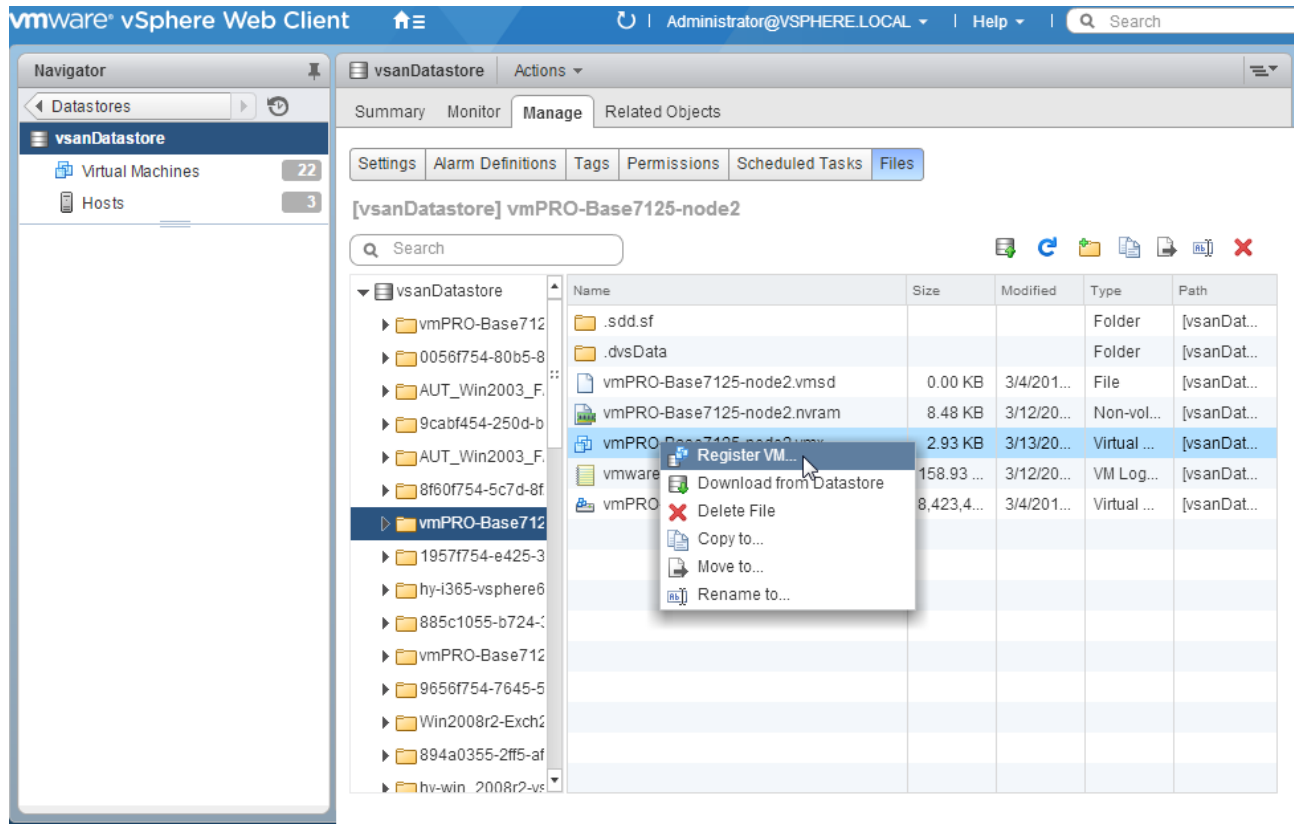 vmware® vSphere Web Client
Administrator@VSPHERE.LOCAL
Help
Search
Navigator
Datastores
vsanDatastore
Virtual Machines 22
Hosts 3
vsanDatastore Actions
Summary Monitor Manage Related Objects
Settings Alarm Definitions Tags Permissions Scheduled Tasks Files
[vsanDatastore] vmPRO-Base7125-node2
Search
vsanDatastore
vmPRO-Base712
0056f754-80b5-8
AUT_Win2003_F.
9cabf454-250d-b
AUT_Win2003_F.
8f60f754-5c7d-8f.
vmPRO-Base712
1957f754-e425-3
hy-i365-vsphere6
885c1055-b724-
vmPRO-Base712
9656f754-7645-5
Win2008r2-Exch2
894a0355-2ff5-af
hv-win_2008r2-vs
Name Size Modified Type Path
.sdd.sf Folder [vsanDat...
.dvsData Folder [vsanDat...
vmPRO-Base7125-node2.vmsd 0.00 KB 3/4/201... File [vsanDat...
vmPRO-Base7125-node2.nvram 8.48 KB 3/12/20... Non-vol... [vsanDat...
vmPRO-Base7125-node2.vmx 2.93 KB 3/13/20... Virtual ... [vsanDat...
vmware 158.93 ... 3/12/20... VM Log... [vsanDat...
vmPRO 8,423,4... 3/4/201... Virtual ... [vsanDat...
Register VM...
Download from Datastore
Delete File
Copy to...
Move to...
Rename to...